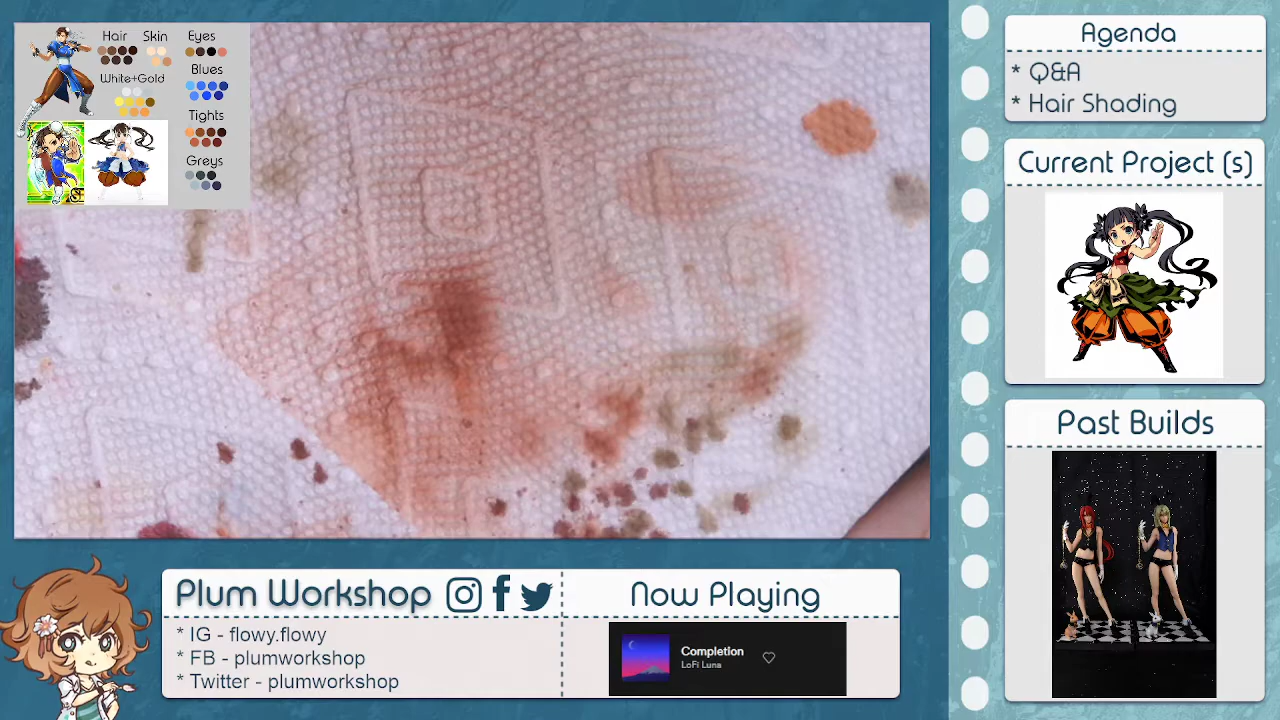 Hair Skin Eyes
White+Gold
Blues
Tights
Greys
Agenda
* Q&A
* Hair Shading
Current Project (s)
Past Builds
Plum Workshop
* IG - flowy.flowy
* FB - plumworkshop
* Twitter - plumworkshop
Now Playing
Completion
LoFi Luna